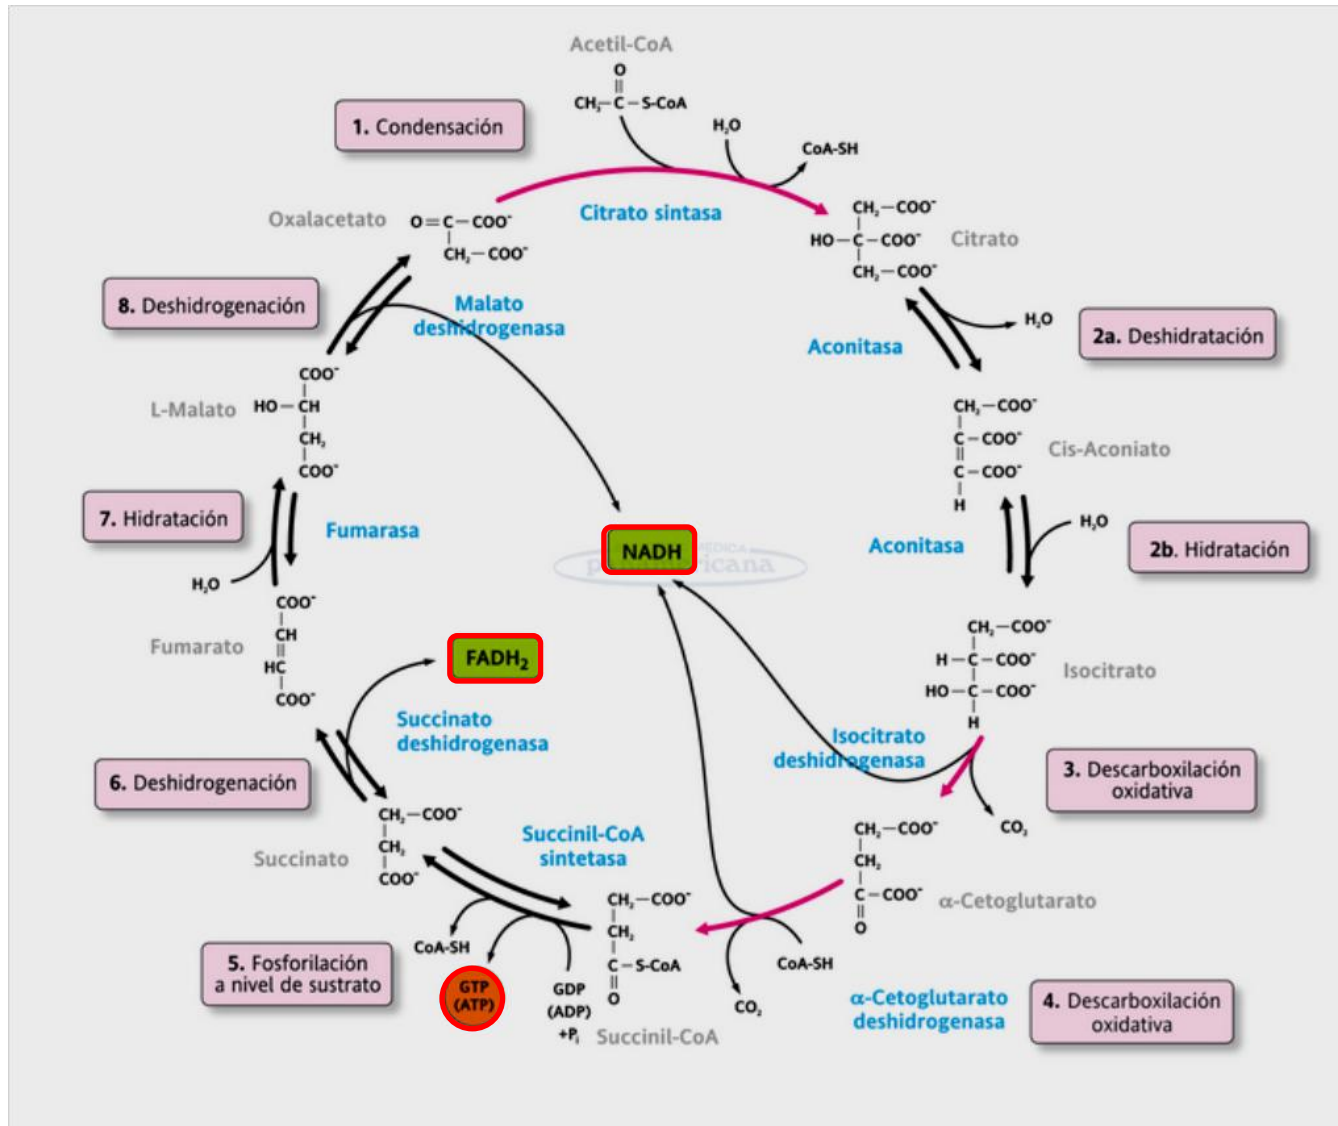 Acetil-CoA
O
CH₃—C—S-CoA
1. Condensación
H₂O
CoA-SH
Oxalacetato
O=C—COO⁻
CH₂—COO⁻
Citrato sintasa
CH₂—COO⁻
HO—C—COO⁻
CH₂—COO⁻
Citrato
8. Deshidrogenación
Malato
deshidrogenasa
H₂O
2a. Deshidratación
Aconitasa
L-Malato
COO⁻
HO—CH
CH₂
COO⁻
CH₂—COO⁻
C—COO⁻
C—COO⁻
H
Cis-Aconiato
7. Hidratación
Fumarasa
H₂O
NADH
MEDICA
panamericana
Aconitasa
H₂O
2b. Hidratación
Fumarato
COO⁻
CH
HC
COO⁻
FADH₂
CH₂—COO⁻
H—C—COO⁻
HO—C—COO⁻
H
Isocitrato
Succinato
deshidrogenasa
Isocitrato
deshidrogenasa
6. Deshidrogenación
3. Descarboxilación
oxidativa
CO₂
Succinato
CH₂—COO⁻
CH₂
COO⁻
Succinil-CoA
sintetasa
CH₂—COO⁻
CH₂
C—COO⁻
O
α-Cetoglutarato
5. Fosforilación
a nivel de sustrato
CoA-SH
GTP
(ATP)
GDP
(ADP)
+Pᵢ
CH₂—COO⁻
CH₂
C—S-CoA
O
Succinil-CoA
CO₂
CoA-SH
α-Cetoglutarato
deshidrogenasa
4. Descarboxilación
oxidativa